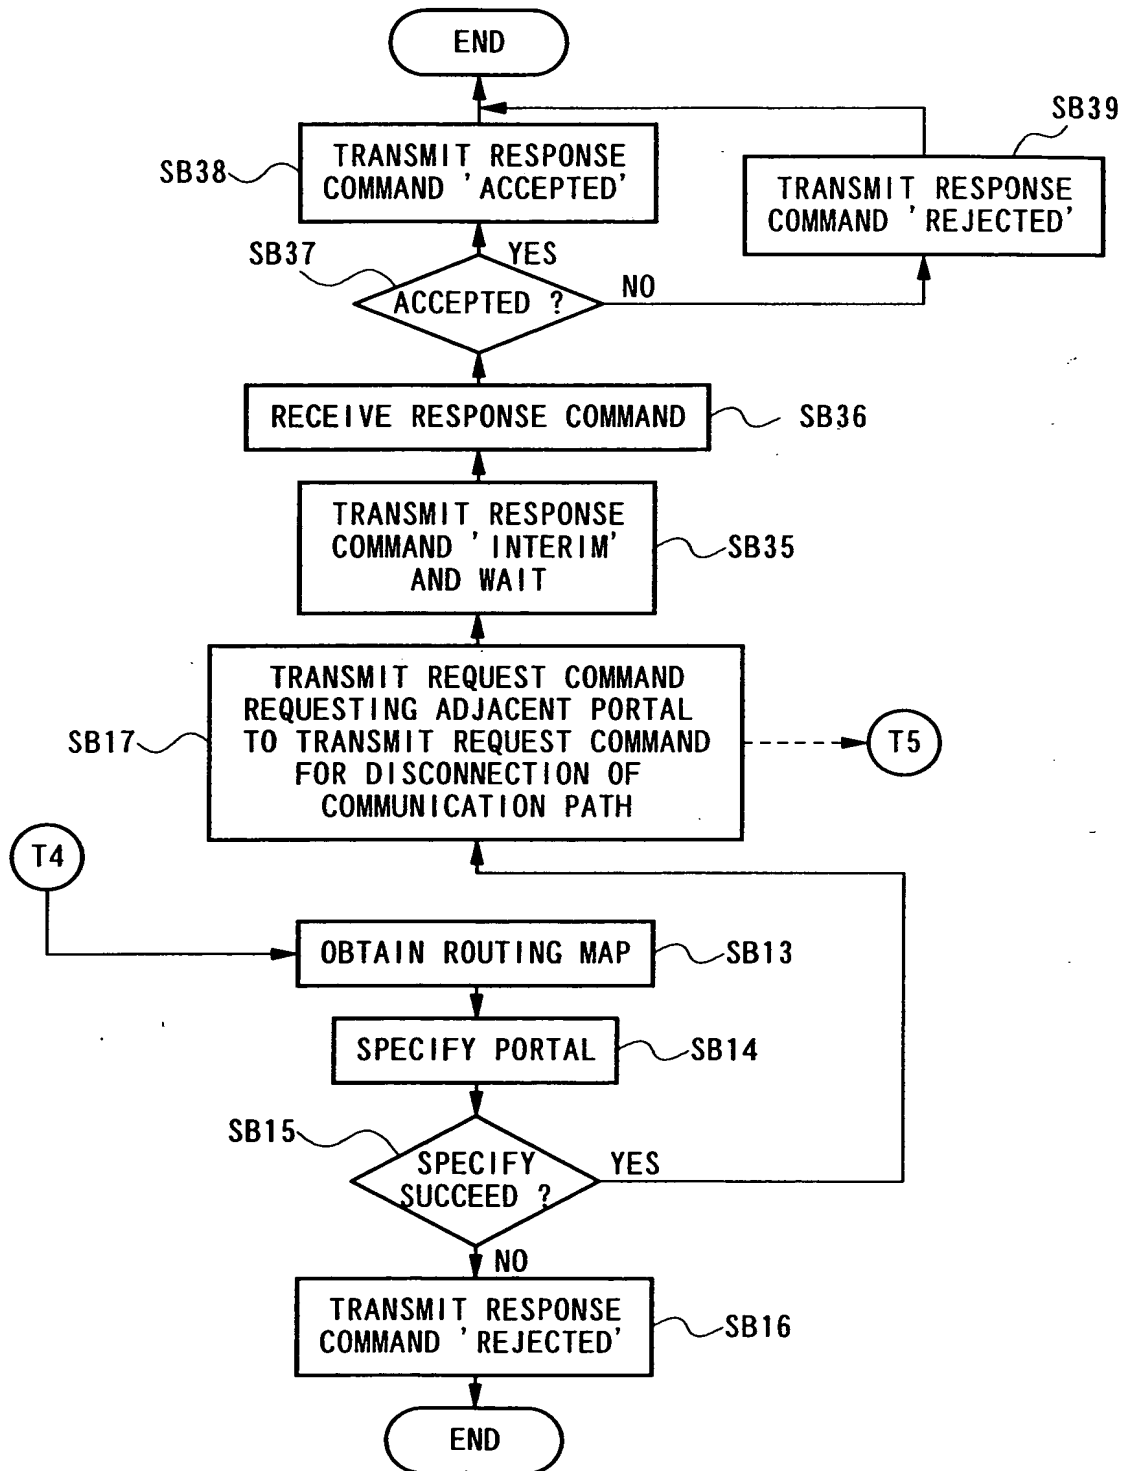 END
SB39
TRANSMIT RESPONSE
COMMAND 'ACCEPTED'
SB38
TRANSMIT RESPONSE
COMMAND 'REJECTED'
SB37
YES
ACCEPTED ?
NO
RECEIVE RESPONSE COMMAND
SB36
TRANSMIT RESPONSE
COMMAND 'INTERIM'
AND WAIT
SB35
TRANSMIT REQUEST COMMAND
REQUESTING ADJACENT PORTAL
TO TRANSMIT REQUEST COMMAND
FOR DISCONNECTION OF
COMMUNICATION PATH
SB17
T5
T4
OBTAIN ROUTING MAP
SB13
SPECIFY PORTAL
SB14
SB15
SPECIFY
SUCCEED ?
YES
NO
TRANSMIT RESPONSE
COMMAND 'REJECTED'
SB16
END